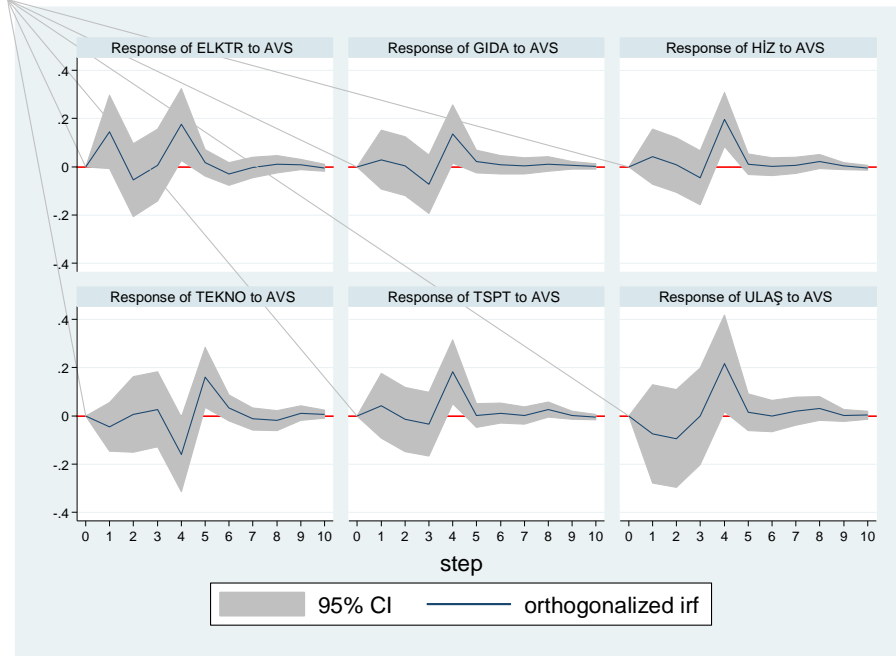 Response of ELKTR to AVS
Response of GIDA to AVS
Response of HİZ to AVS
.4
.2
0
-.2
-.4
Response of TEKNO to AVS
Response of TSPT to AVS
Response of ULAŞ to AVS
.4
.2
0
-.2
-.4
0 1 2 3 4 5 6 7 8 9 10
0 1 2 3 4 5 6 7 8 9 10
0 1 2 3 4 5 6 7 8 9 10
step
95% CI
orthogonalized irf